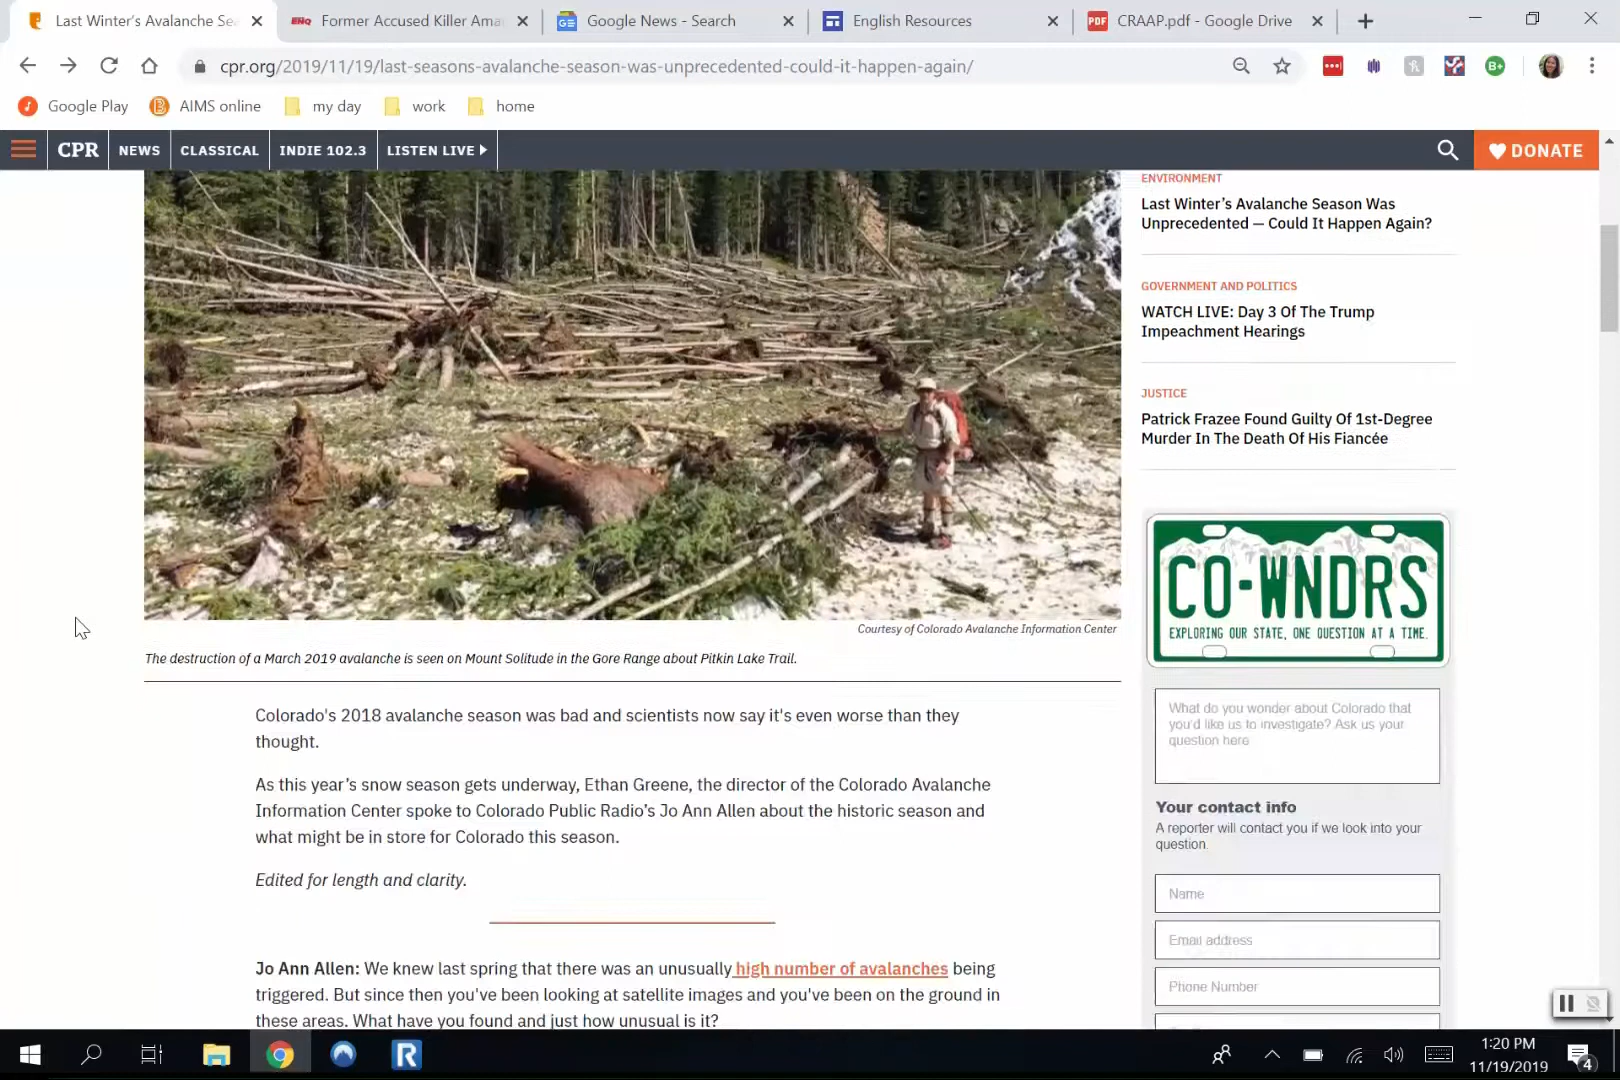 Last Winter's Avalanche Se
Former Accused Killer Ama
Google News - Search
English Resources
CRAAP.pdf - Google Drive
cpr.org/2019/11/19/last-seasons-avalanche-season-was-unprecedented-could-it-happen-again/
Google Play
AIMS online
my day
work
home
CPR
NEWS
CLASSICAL
INDIE 102.3
LISTEN LIVE
DONATE
ENVIRONMENT
Last Winter's Avalanche Season Was
Unprecedented — Could It Happen Again?
GOVERNMENT AND POLITICS
WATCH LIVE: Day 3 Of The Trump
Impeachment Hearings
JUSTICE
Patrick Frazee Found Guilty Of 1st-Degree
Murder In The Death Of His Fiancée
Courtesy of Colorado Avalanche Information Center
The destruction of a March 2019 avalanche is seen on Mount Solitude in the Gore Range about Pitkin Lake Trail.
Colorado's 2018 avalanche season was bad and scientists now say it's even worse than they
thought.
As this year's snow season gets underway, Ethan Greene, the director of the Colorado Avalanche
Information Center spoke to Colorado Public Radio's Jo Ann Allen about the historic season and
what might be in store for Colorado this season.
Edited for length and clarity.
Jo Ann Allen: We knew last spring that there was an unusually high number of avalanches being
triggered. But since then you've been looking at satellite images and you've been on the ground in
these areas. What have you found and just how unusual is it?
CO-WNDRS
EXPLORING OUR STATE, ONE QUESTION AT A TIME.
What do you wonder about Colorado that
you'd like us to investigate? Ask us your
question here
Your contact info
A reporter will contact you if we look into your
question.
Name
Email address
Phone Number
1:20 PM
11/19/2019
4
ENQ
GE
PDF
B+
R